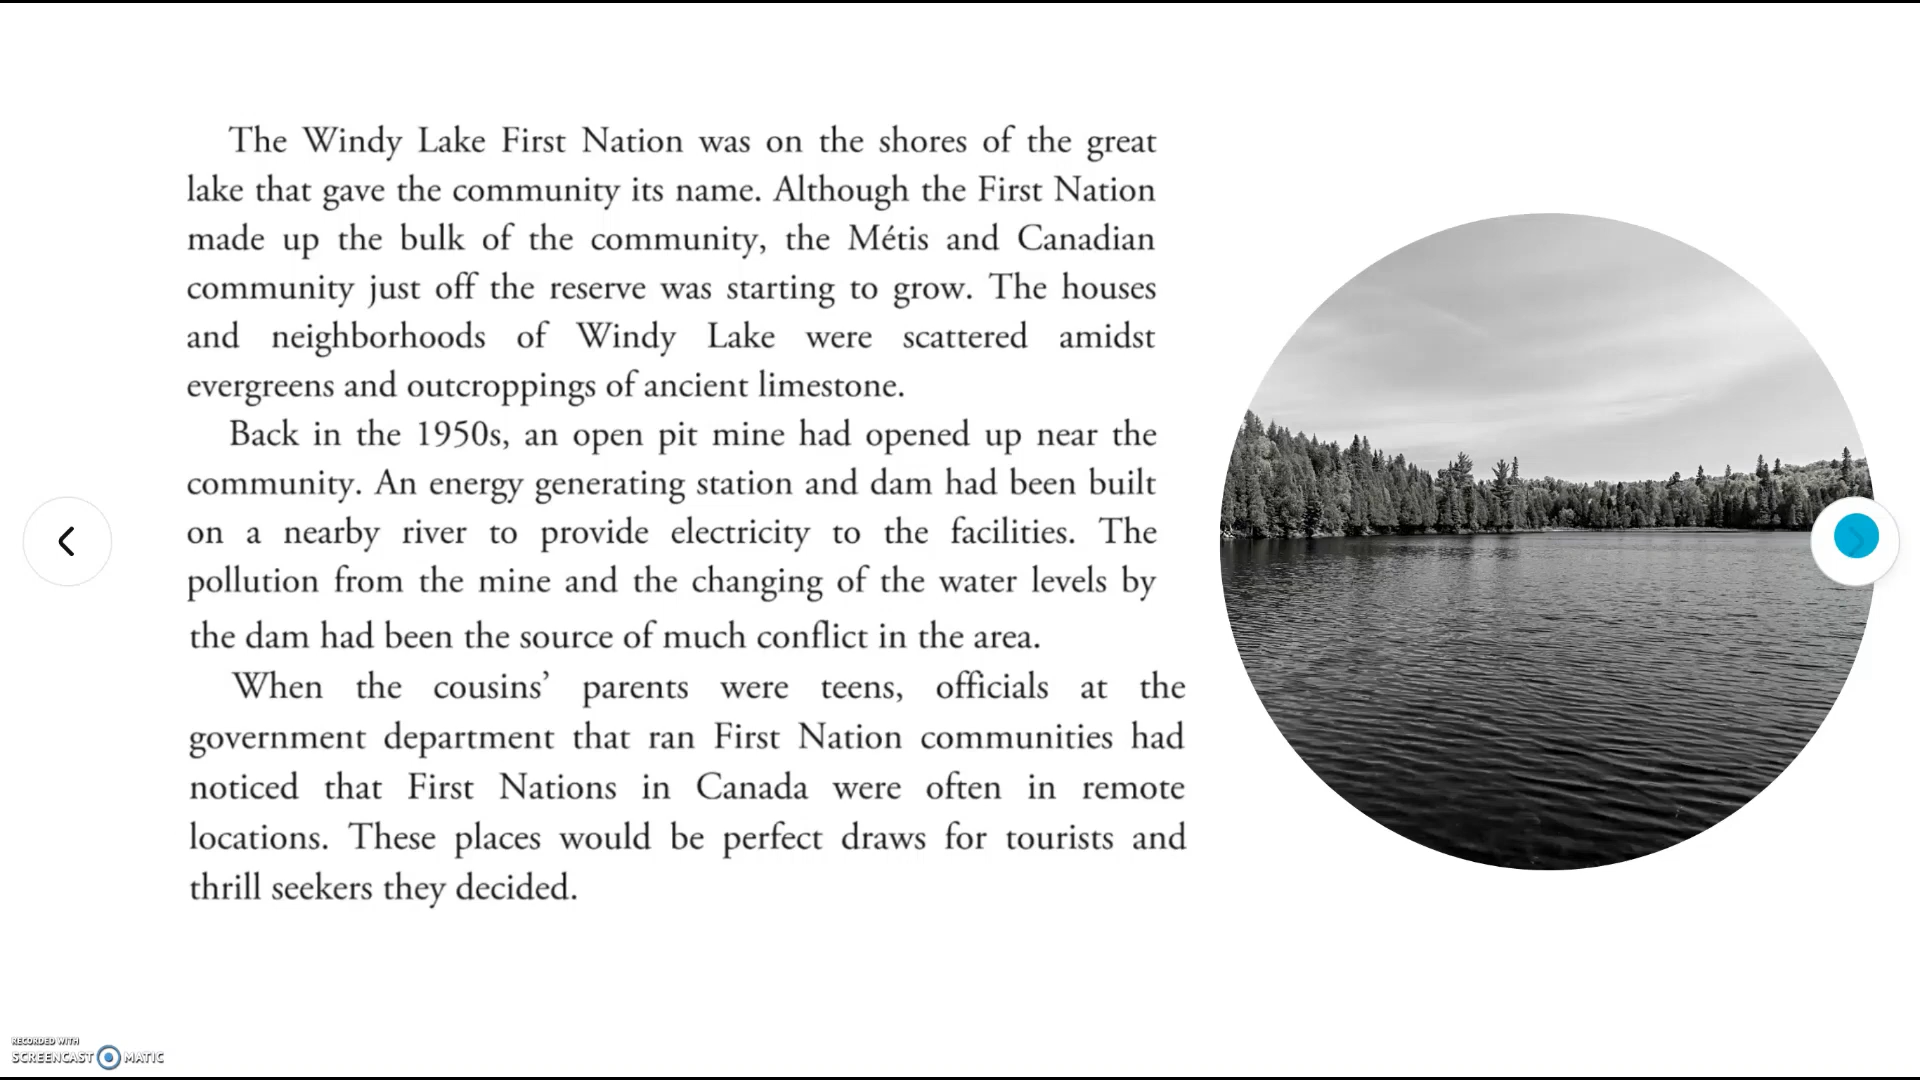 The Windy Lake First Nation was on the shores of the great
lake that gave the community its name. Although the First Nation
made up the bulk of the community, the Métis and Canadian
community just off the reserve was starting to grow. The houses
and neighborhoods of Windy Lake were scattered amidst
evergreens and outcroppings of ancient limestone.
Back in the 1950s, an open pit mine had opened up near the
community. An energy generating station and dam had been built
on a nearby river to provide electricity to the facilities. The
pollution from the mine and the changing of the water levels by
the dam had been the source of much conflict in the area.
When the cousins’ parents were teens, officials at the
government department that ran First Nation communities had
noticed that First Nations in Canada were often in remote
locations. These places would be perfect draws for tourists and
thrill seekers they decided.
RECORDED WITH
SCREENCAST MATIC